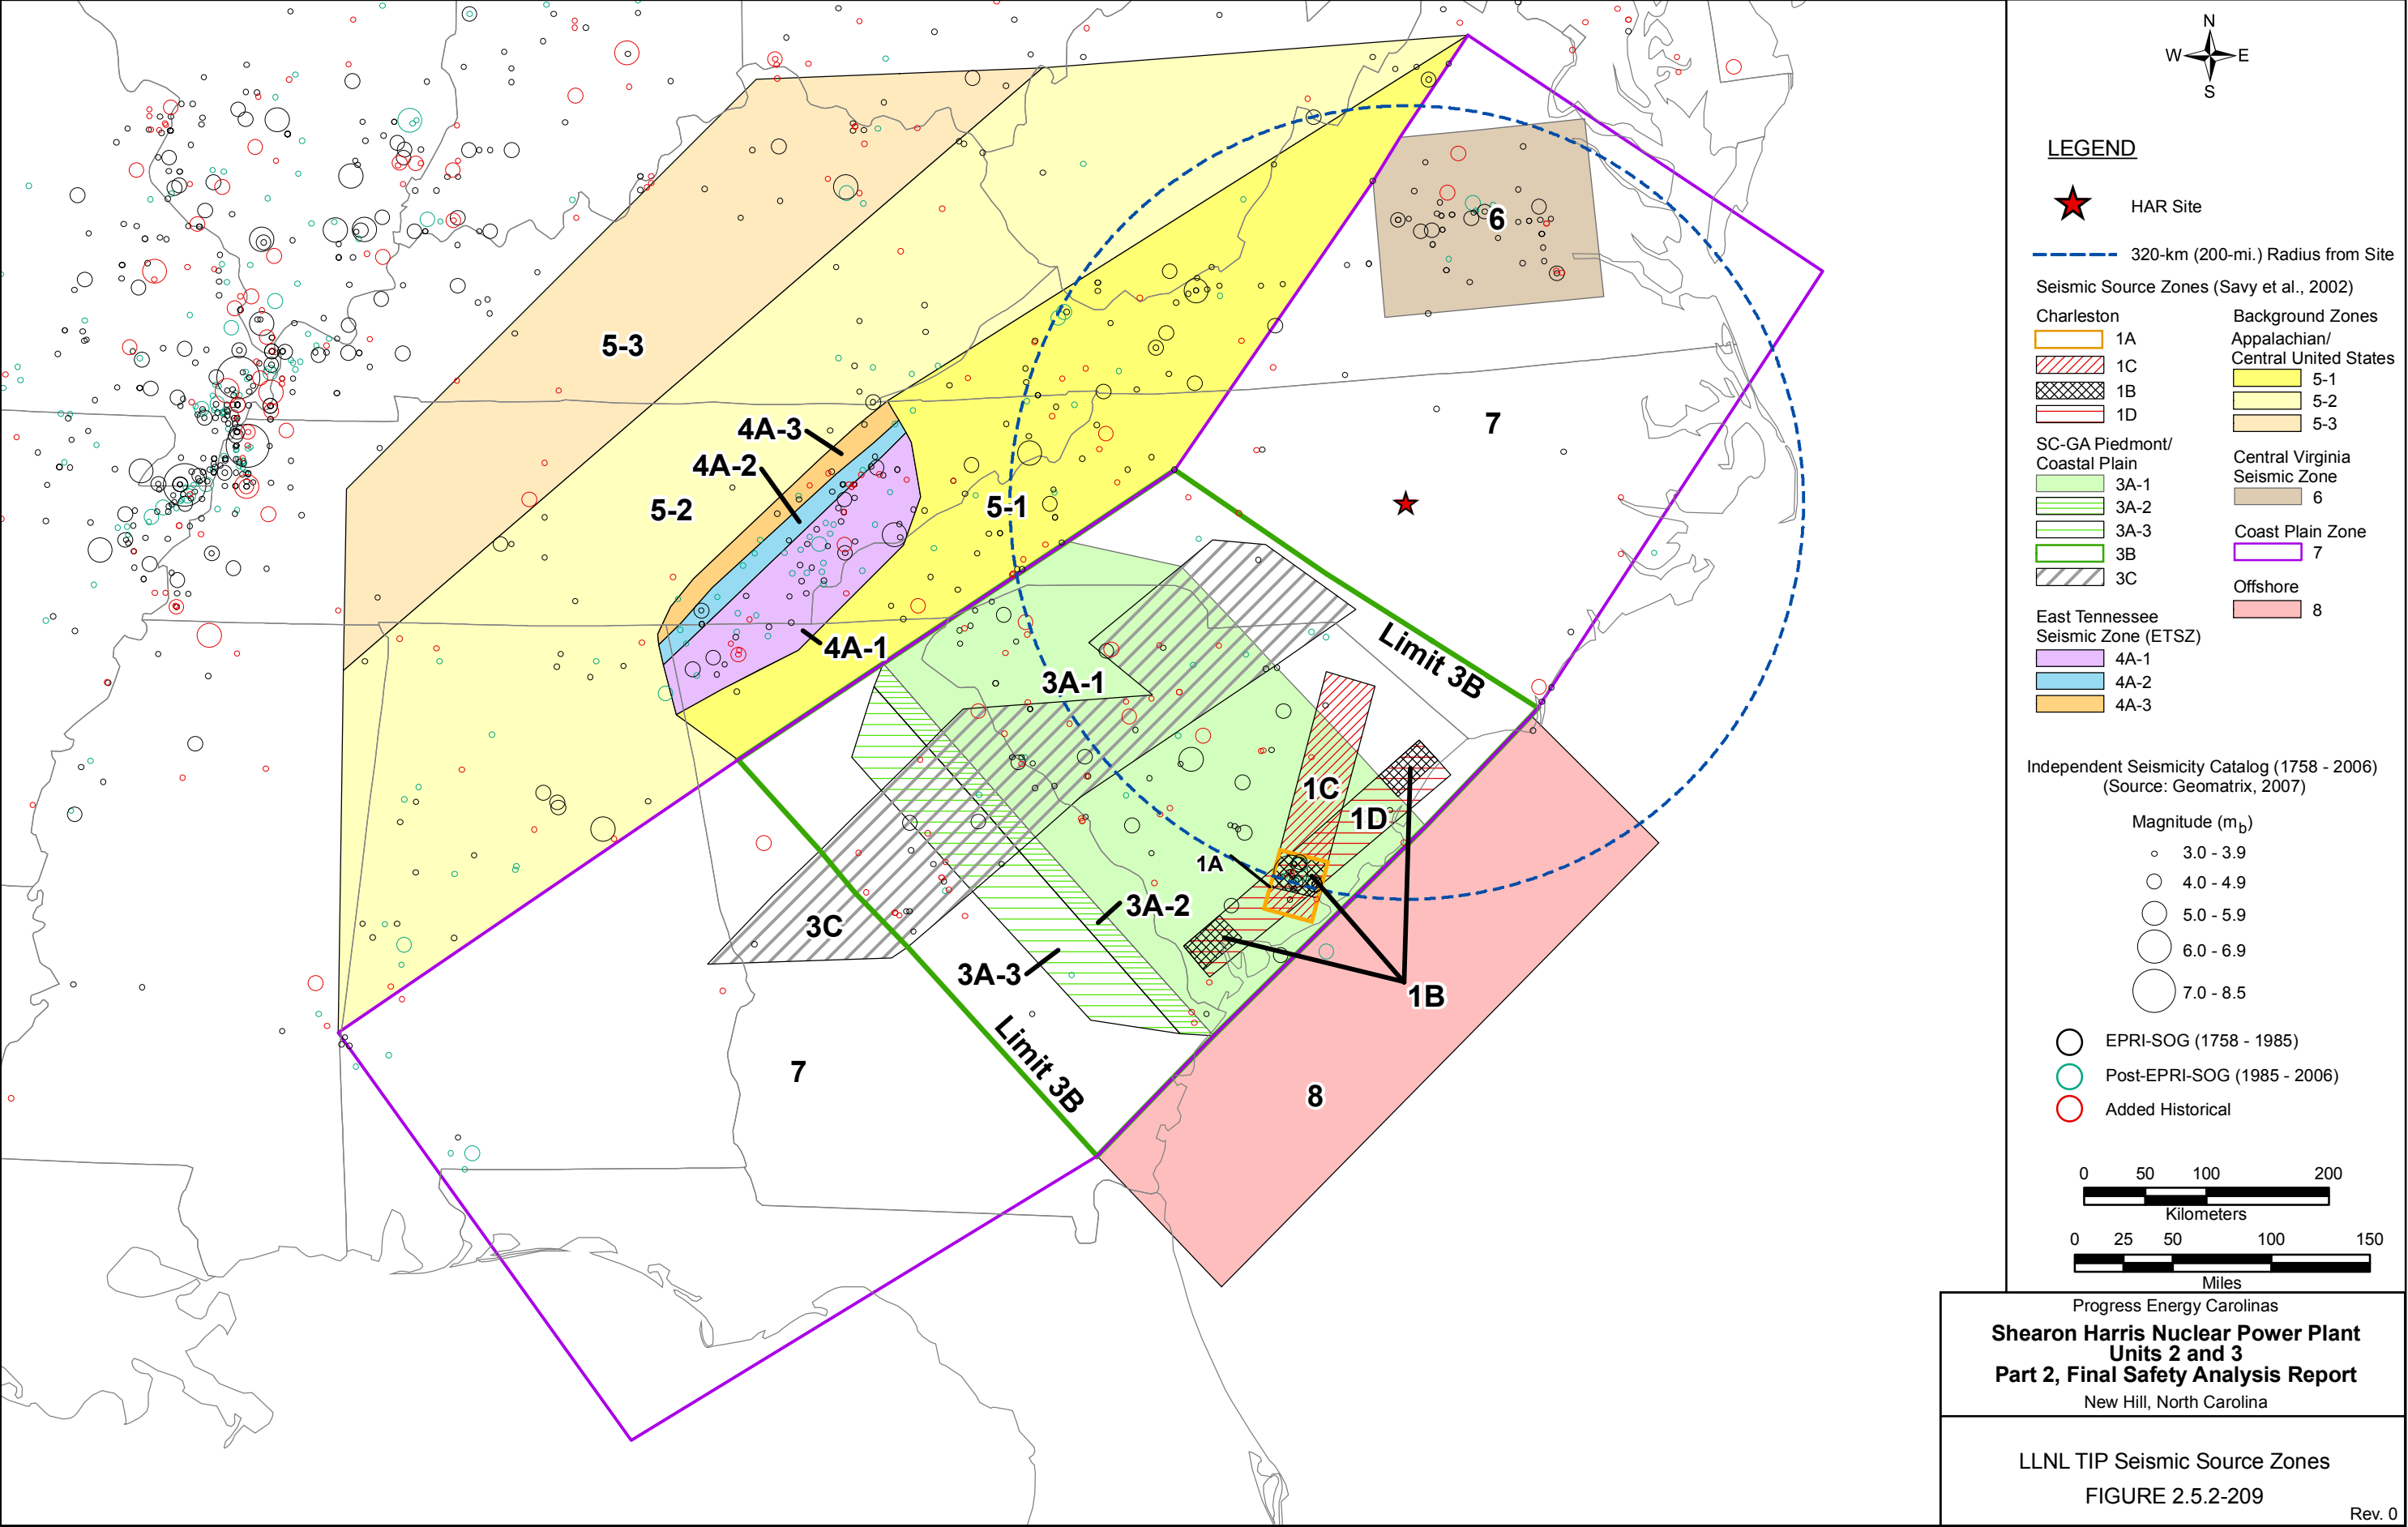 6
5-3
7
4A-3
4A-2
5-2
5-1
4A-1
Limit 3B
3A-1
1C
1D
1A
3A-2
3C
3A-3
1B
Limit 3B
7
8
N
W E
S
LEGEND
HAR Site
320-km (200-mi.) Radius from Site
Seismic Source Zones (Savy et al., 2002)
Charleston
1A
1C
1B
1D
SC-GA Piedmont/
Coastal Plain
3A-1
3A-2
3A-3
3B
3C
East Tennessee
Seismic Zone (ETSZ)
4A-1
4A-2
4A-3
Background Zones
Appalachian/
Central United States
5-1
5-2
5-3
Central Virginia
Seismic Zone
6
Coast Plain Zone
7
Offshore
8
Independent Seismicity Catalog (1758 - 2006)
(Source: Geomatrix, 2007)
Magnitude (mb)
3.0 - 3.9
4.0 - 4.9
5.0 - 5.9
6.0 - 6.9
7.0 - 8.5
EPRI-SOG (1758 - 1985)
Post-EPRI-SOG (1985 - 2006)
Added Historical
0 50 100 200
Kilometers
0 25 50 100 150
Miles
Progress Energy Carolinas
Shearon Harris Nuclear Power Plant
Units 2 and 3
Part 2, Final Safety Analysis Report
New Hill, North Carolina
LLNL TIP Seismic Source Zones
FIGURE 2.5.2-209
Rev. 0